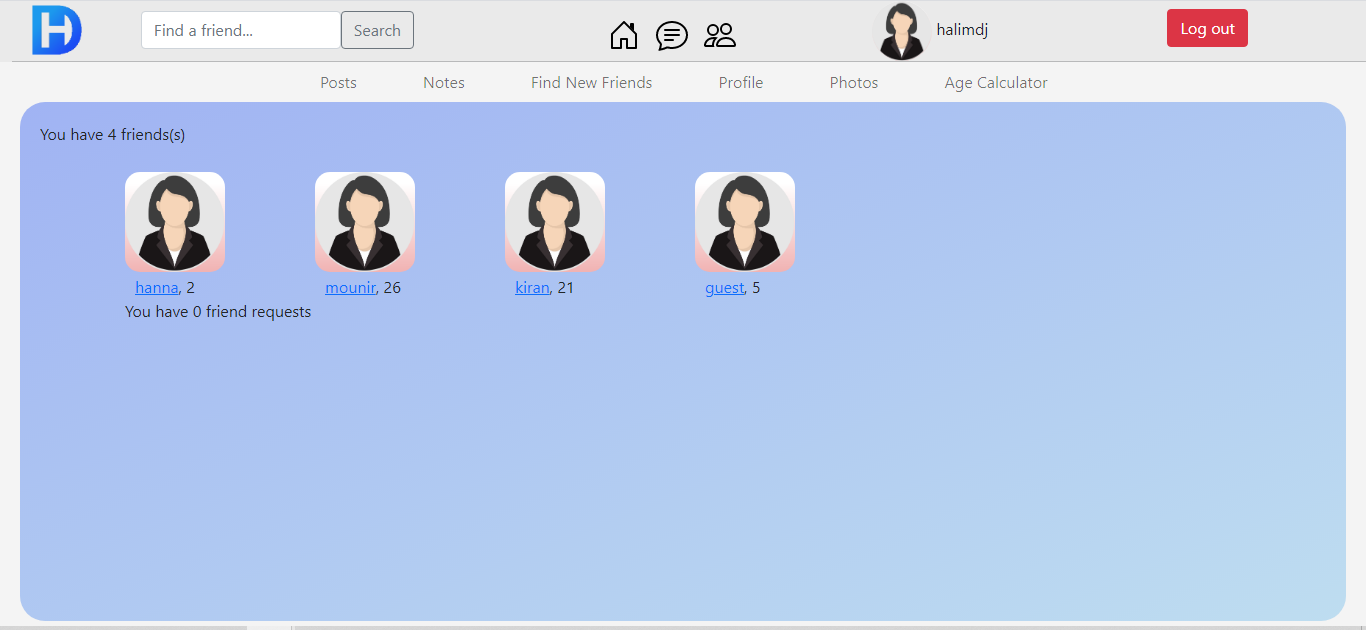 HD
Find a friend...
Search
halimdj
Log out
Posts
Notes
Find New Friends
Profile
Photos
Age Calculator
You have 4 friends(s)
hanna, 2
mounir, 26
kiran, 21
guest, 5
You have 0 friend requests